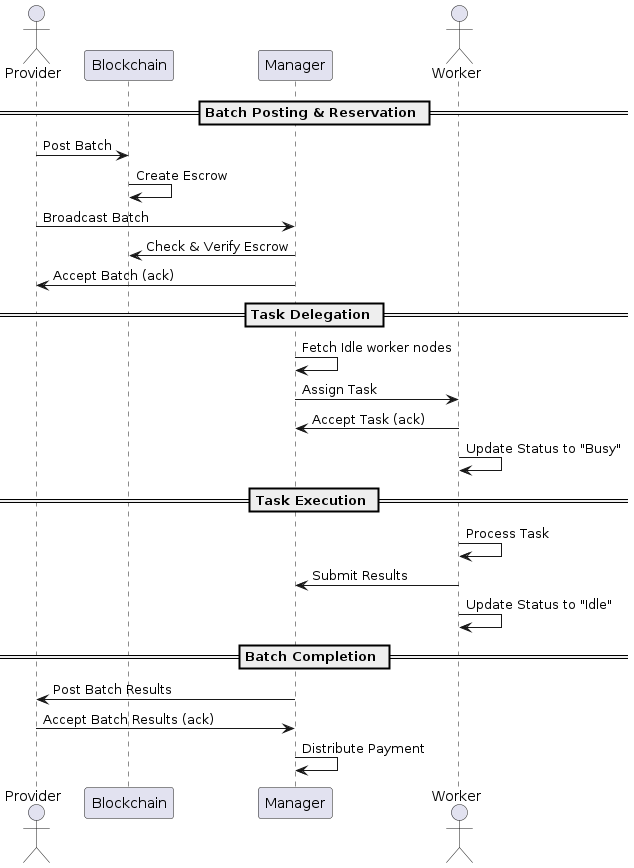 Provider
Blockchain
Manager
Worker
Batch Posting & Reservation
Post Batch
Create Escrow
Broadcast Batch
Check & Verify Escrow
Accept Batch (ack)
Task Delegation
Fetch Idle worker nodes
Assign Task
Accept Task (ack)
Update Status to "Busy"
Task Execution
Process Task
Submit Results
Update Status to "Idle"
Batch Completion
Post Batch Results
Accept Batch Results (ack)
Distribute Payment
Provider
Blockchain
Manager
Worker